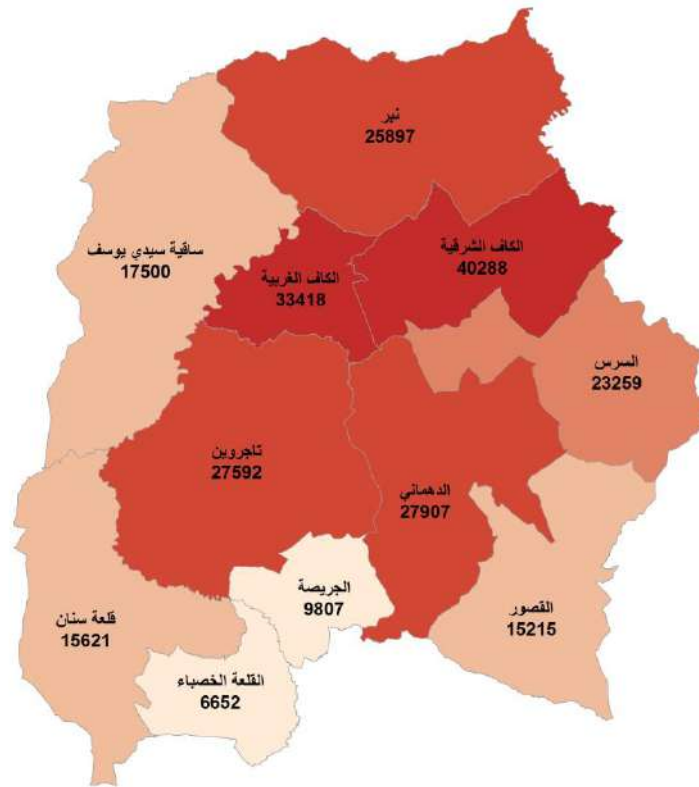 نبر
25897
الكاف الشرقية
40288
ساقية سيدي يوسف
17500
الكاف الغربية
33418
السرس
23259
تاجروين
27592
الدهماني
27907
الجريصة
9807
القصور
15215
قلعة سنان
15621
القلعة الخصباء
6652